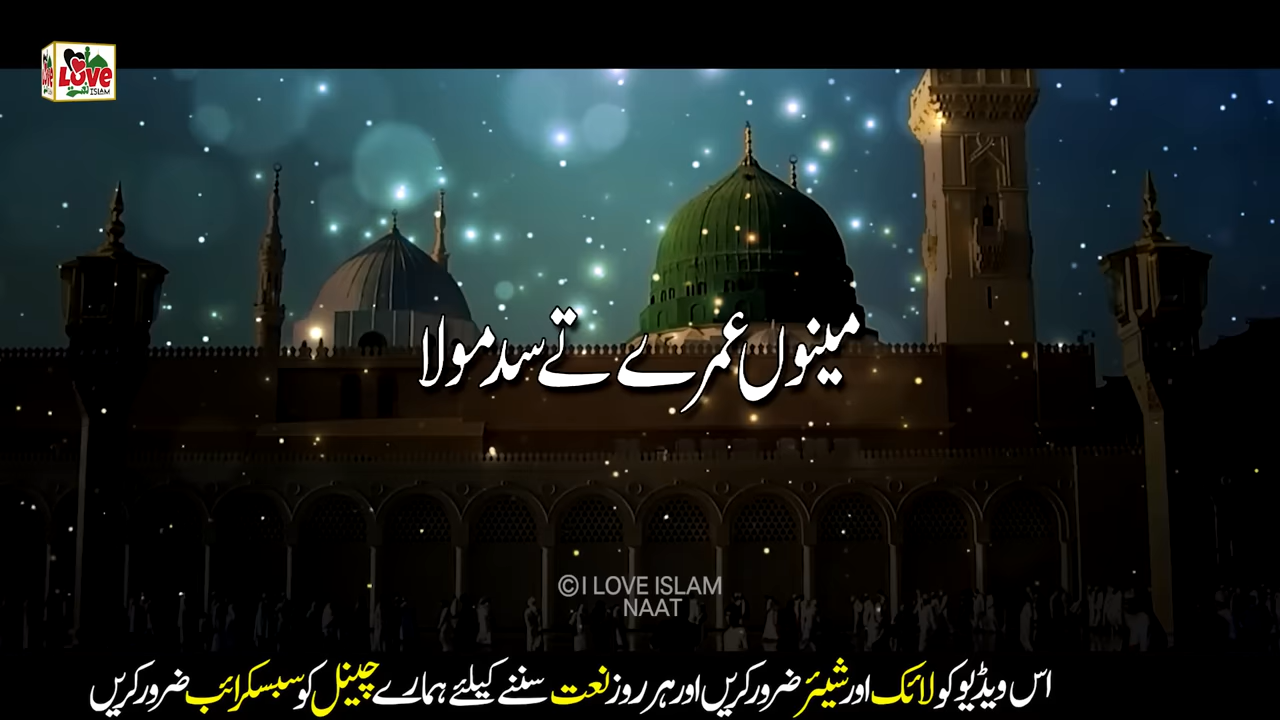 Love
ISLAM
مینوں عمرے تے سد مولا
©I LOVE ISLAM
NAAT
اس ویڈیو کو لائک اور شیئر ضرور کریں اور ہر روز نعت سننے کیلئے ہمارے چینل کو سبسکرائب ضرور کریں